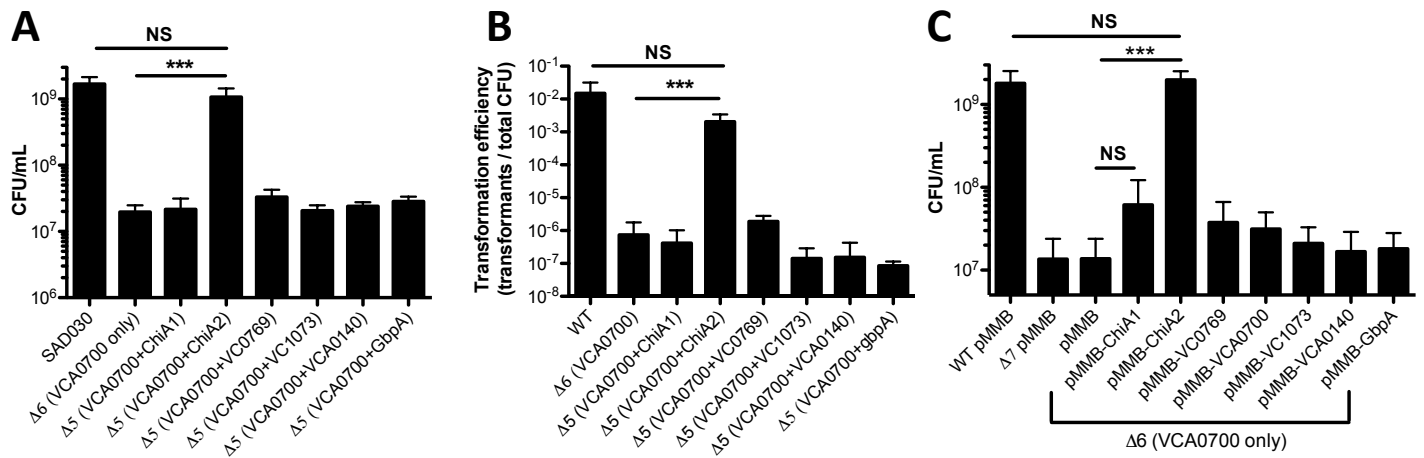 A
NS
***
CFU/mL
10^9
10^8
10^7
10^6
SAD030
Δ6 (VCA0700 only)
Δ5 (VCA0700+ChiA1)
Δ5 (VCA0700+ChiA2)
Δ5 (VCA0700+VC0769)
Δ5 (VCA0700+VC1073)
Δ5 (VCA0700+VCA0140)
Δ5 (VCA0700+GbpA)
B
NS
***
Transformation efficiency
(transformants / total CFU)
10^-1
10^-2
10^-3
10^-4
10^-5
10^-6
10^-7
10^-8
WT
Δ6 (VCA0700)
Δ5 (VCA0700+ChiA1)
Δ5 (VCA0700+ChiA2)
Δ5 (VCA0700+VC0769)
Δ5 (VCA0700+VC1073)
Δ5 (VCA0700+VCA0140)
Δ5 (VCA0700+gbpA)
C
NS
***
NS
CFU/mL
10^9
10^8
10^7
WT pMMB
Δ7 pMMB
pMMB
pMMB-ChiA1
pMMB-ChiA2
pMMB-VC0769
pMMB-VCA0700
pMMB-VC1073
pMMB-VCA0140
pMMB-GbpA
Δ6 (VCA0700 only)